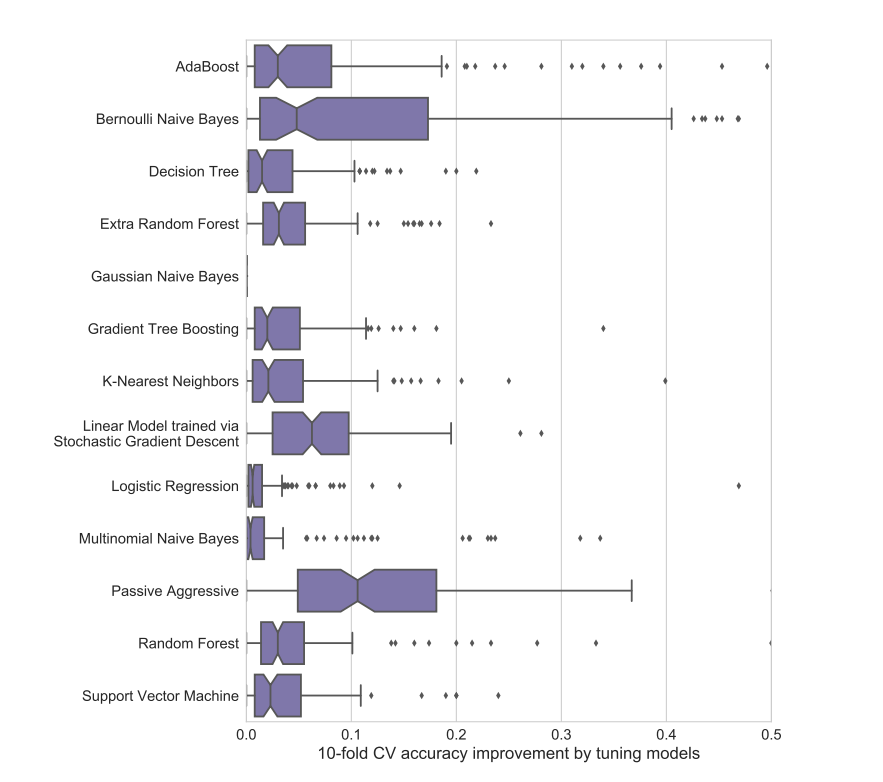 AdaBoost
Bernoulli Naive Bayes
Decision Tree
Extra Random Forest
Gaussian Naive Bayes
Gradient Tree Boosting
K-Nearest Neighbors
Linear Model trained via
Stochastic Gradient Descent
Logistic Regression
Multinomial Naive Bayes
Passive Aggressive
Random Forest
Support Vector Machine
0.0 0.1 0.2 0.3 0.4 0.5
10-fold CV accuracy improvement by tuning models